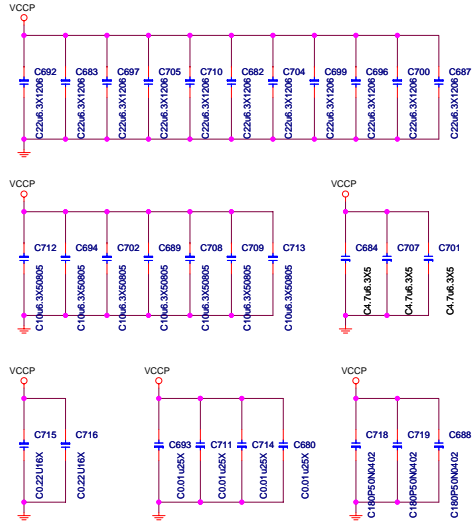 VCCP
C692 C683 C697 C705 C710 C682 C704 C699 C696 C700 C687
C22u6.3X1206 C22u6.3X1206 C22u6.3X1206 C22u6.3X1206 C22u6.3X1206 C22u6.3X1206 C22u6.3X1206 C22u6.3X1206 C22u6.3X1206 C22u6.3X1206 C22u6.3X1206
VCCP VCCP
C712 C694 C702 C689 C708 C709 C713 C684 C707 C701
C10u6.3X50805 C10u6.3X50805 C10u6.3X50805 C10u6.3X50805 C10u6.3X50805 C10u6.3X50805 C10u6.3X50805 C4.7u6.3X5 C4.7u6.3X5 C4.7u6.3X5
VCCP VCCP VCCP
C715 C716 C693 C711 C714 C680 C718 C719 C688
C0.22U16X C0.22U16X C0.01u25X C0.01u25X C0.01u25X C0.01u25X C180P50N0402 C180P50N0402 C180P50N0402